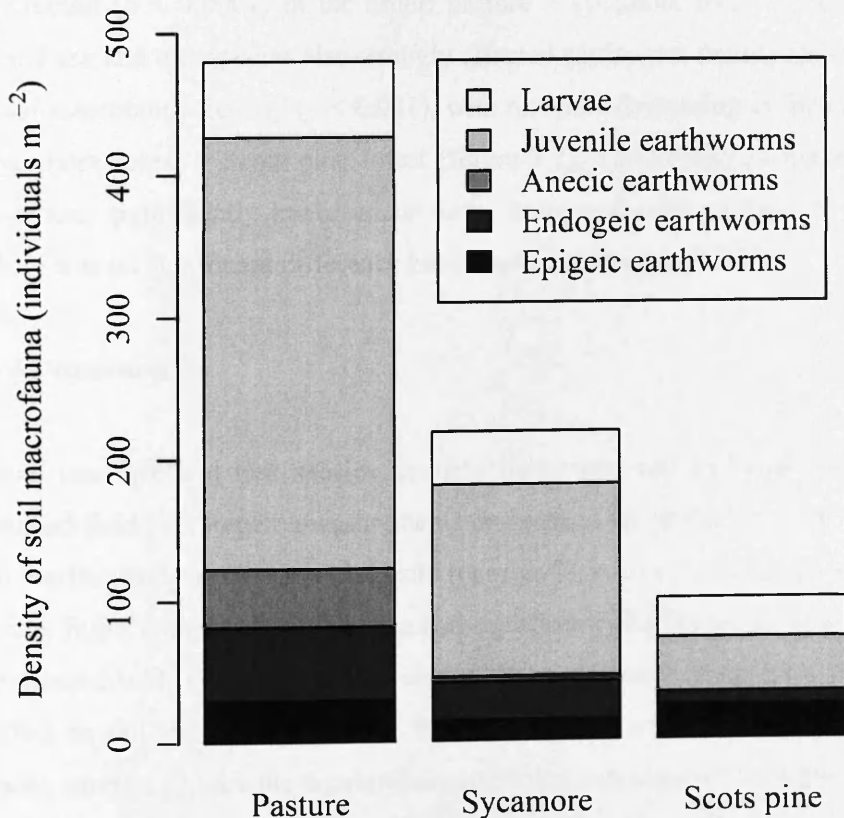 Density of soil macrofauna (individuals m⁻²)
500
400
300
200
100
0
Larvae
Juvenile earthworms
Anecic earthworms
Endogeic earthworms
Epigeic earthworms
Pasture
Sycamore
Scots pine